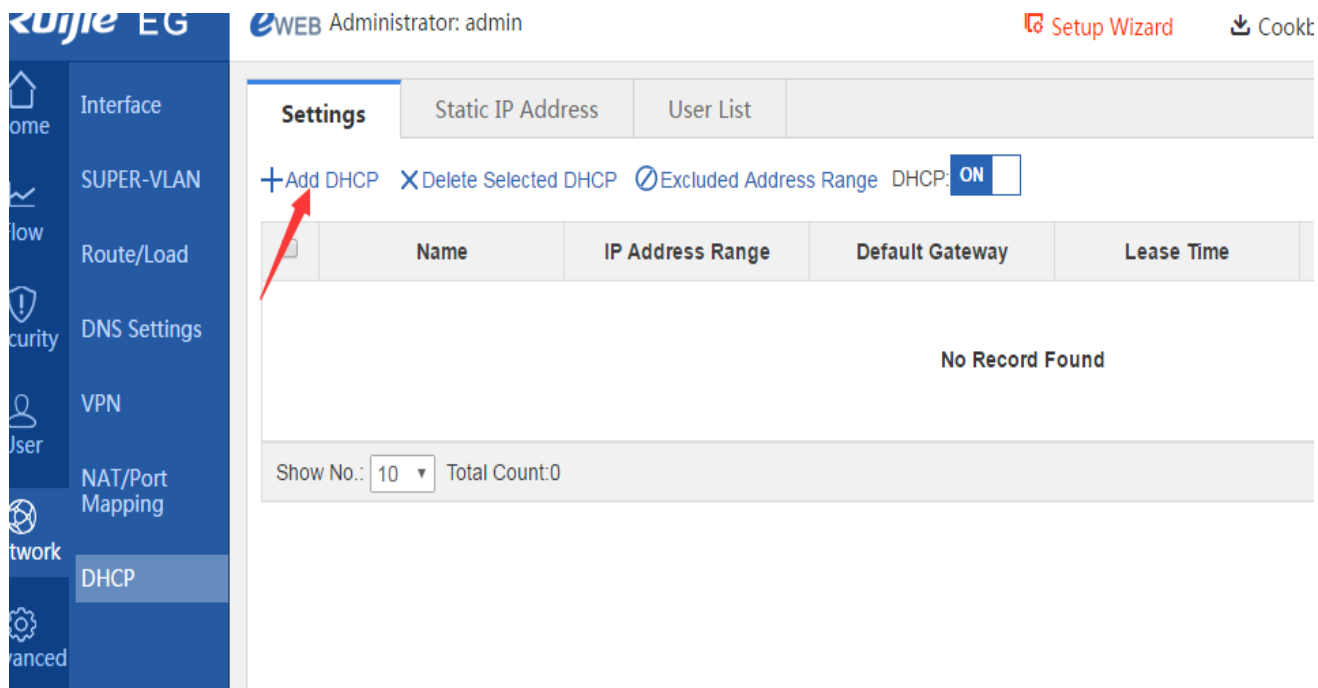 Ruijie EG
eWEB Administrator: admin
Setup Wizard
Interface
SUPER-VLAN
Route/Load
DNS Settings
VPN
NAT/Port
Mapping
DHCP
Settings Static IP Address User List
Add DHCP Delete Selected DHCP Excluded Address Range DHCP: ON
Name IP Address Range Default Gateway Lease Time
No Record Found
Show No.: 10 Total Count:0